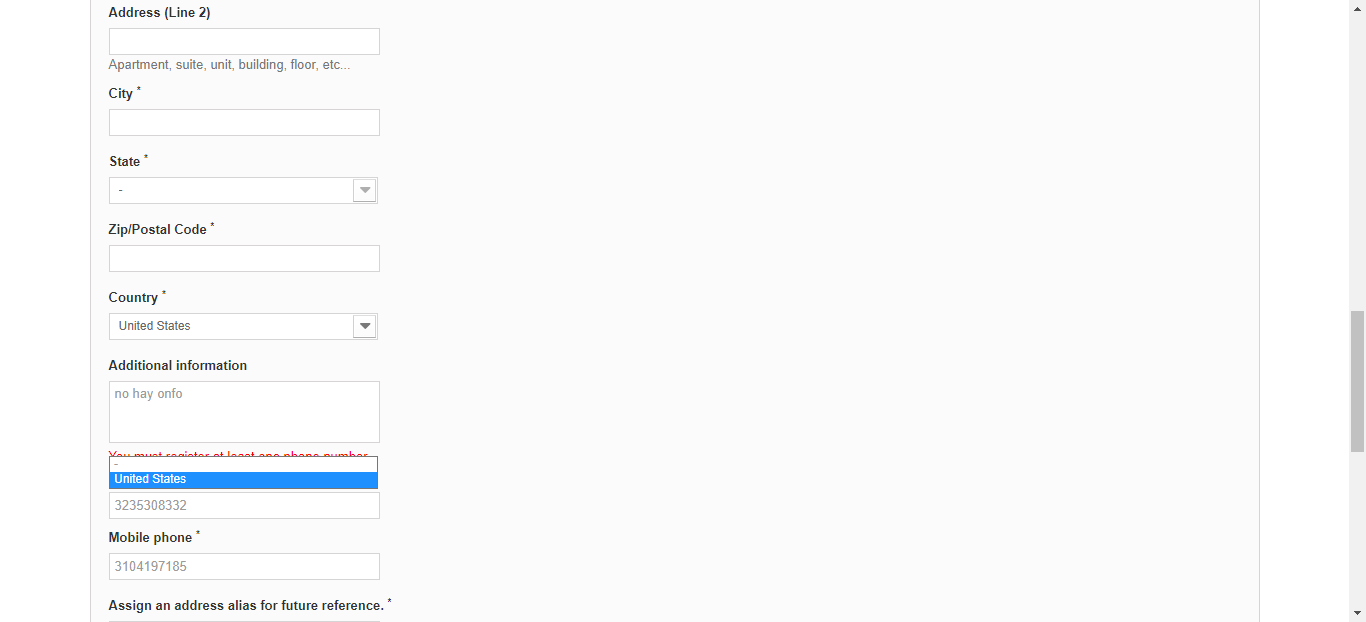 Address (Line 2)
Apartment, suite, unit, building, floor, etc...
City *
State *
-
Zip/Postal Code *
Country *
United States
Additional information
no hay onfo
You must register at least one phone number
-
United States
3235308332
Mobile phone *
3104197185
Assign an address alias for future reference. *